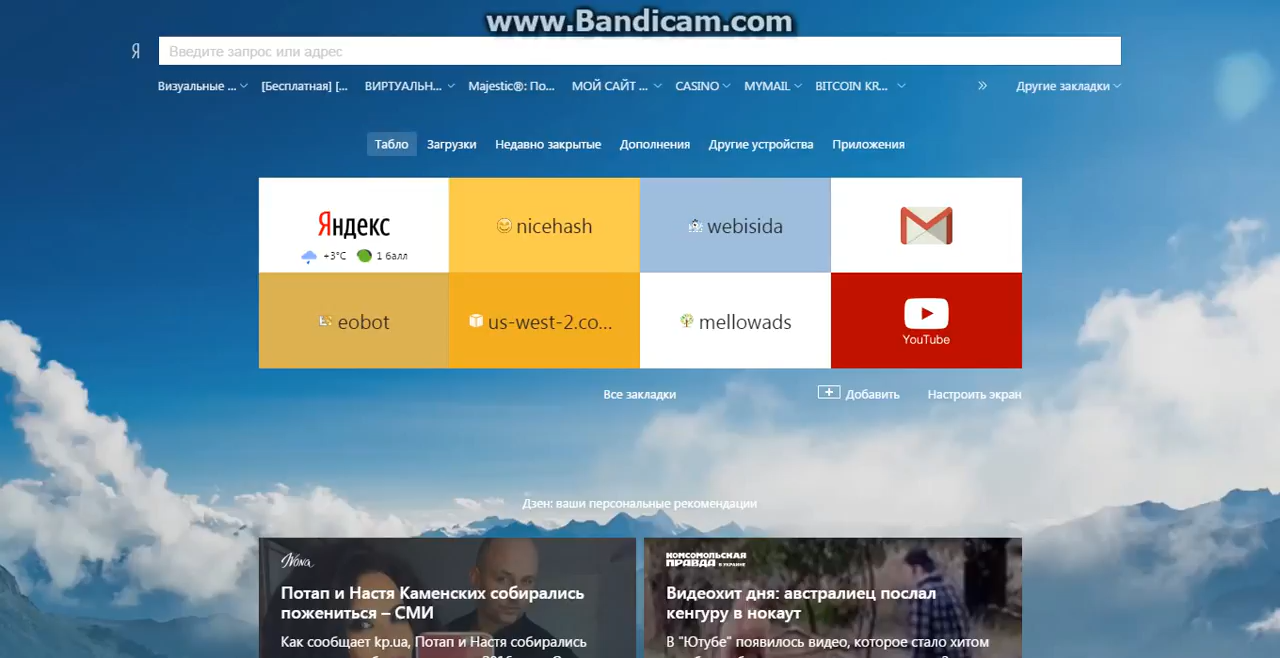 www.Bandicam.com
Я Введите запрос или адрес
Визуальные ... [Бесплатная] [... ВИРТУАЛЬН... Majestic®: По... МОЙ САЙТ ... CASINO MYMAIL BITCOIN KR... » Другие закладки
Табло Загрузки Недавно закрытые Дополнения Другие устройства Приложения
Яндекс
+3°C 1 балл
nicehash
webisida
eobot
us-west-2.co...
mellowads
YouTube
Все закладки Добавить Настроить экран
Дзен: ваши персональные рекомендации
Ivona
Потап и Настя Каменских собирались
пожениться – СМИ
Как сообщает kp.ua, Потап и Настя собирались
КОМСОМОЛЬСКАЯ
ПРАВДА В УКРАИНЕ
Видеохит дня: австралиец послал
кенгуру в нокаут
В "Ютубе" появилось видео, которое стало хитом